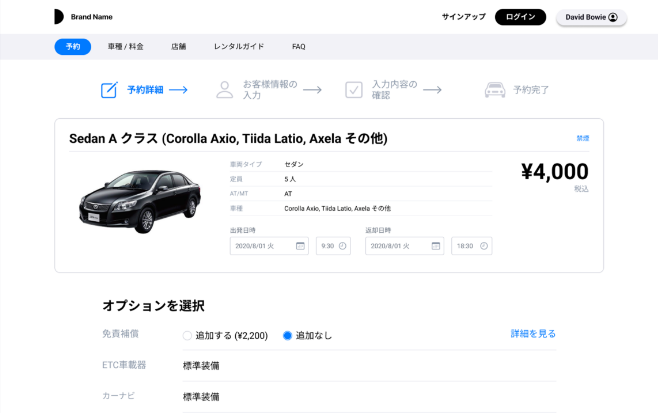 Brand Name
サインアップ
ログイン
David Bowie
予約
車種 / 料金
店舗
レンタルガイド
FAQ
予約詳細
お客様情報の
入力
入力内容の
確認
予約完了
Sedan A クラス (Corolla Axio, Tiida Latio, Axela その他)
禁煙
車両タイプ
セダン
定員
5 人
AT/MT
AT
車種
Corolla Axio, Tiida Latio, Axela その他
¥4,000
税込
出発日時
返却日時
2020/8/01 火
9:30
2020/8/01 火
18:30
オプションを選択
免責補償
追加する (¥2,200)
追加なし
詳細を見る
ETC車載器
標準装備
カーナビ
標準装備